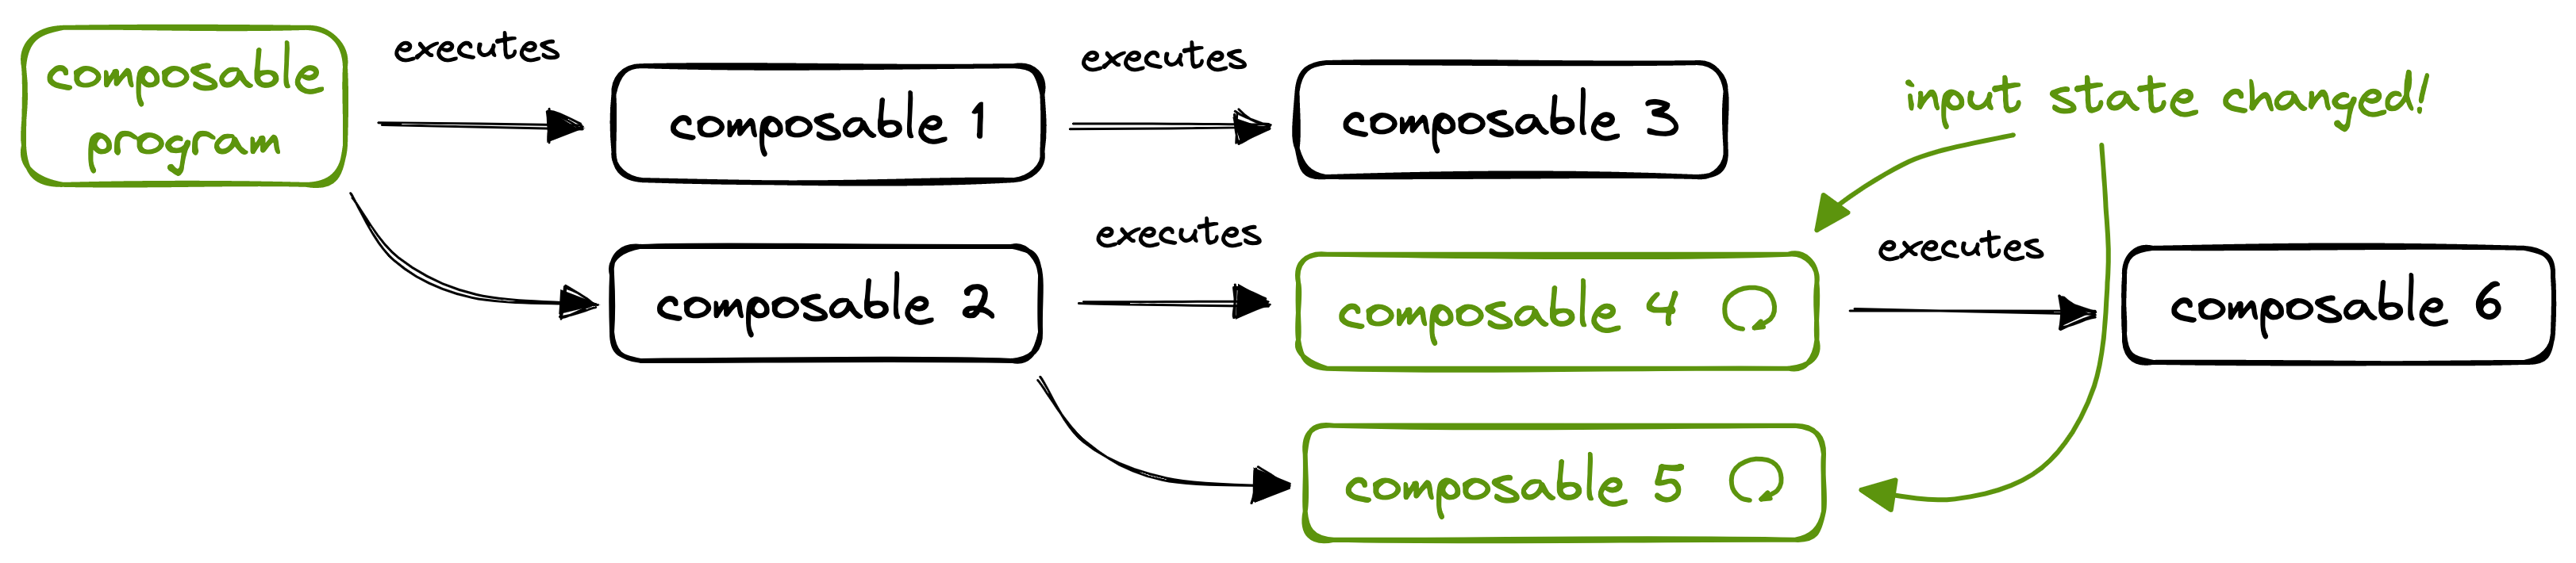 composable
program
executes
composable 1
executes
composable 3
input state changed!
composable 2
executes
composable 4
executes
composable 6
composable 5